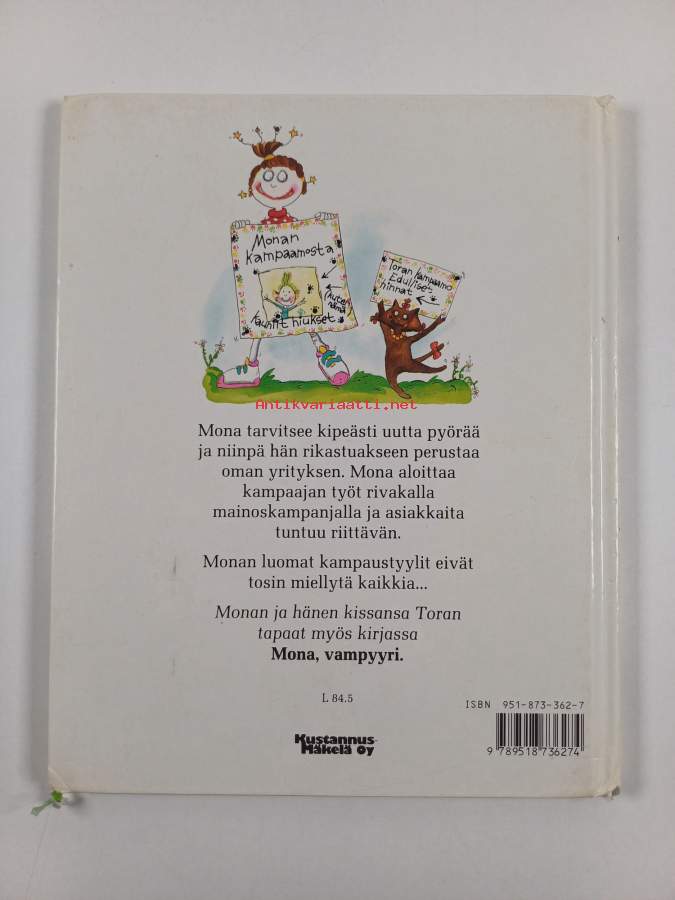 Monan
kampaamosta
kuten
nämä
kauniit hiukset
Toran kampaamo
Edulliset
hinnat
Antikvariaatti.net
Mona tarvitsee kipeästi uutta pyörää
ja niinpä hän rikastuakseen perustaa
oman yrityksen. Mona aloittaa
kampaajan työt rivakalla
mainoskampanjalla ja asiakkaita
tuntuu riittävän.
Monan luomat kampaustyylit eivät
tosin miellytä kaikkia...
Monan ja hänen kissansa Toran
tapaat myös kirjassa
Mona, vampyyri.
L 84.5
ISBN 951-873-362-7
Kustannus-
Mäkelä Oy
9 789518 736274